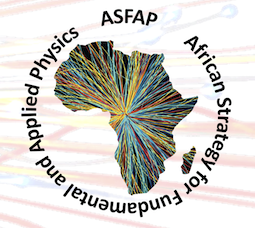 ASFAP
African Strategy for Fundamental and Applied Physics